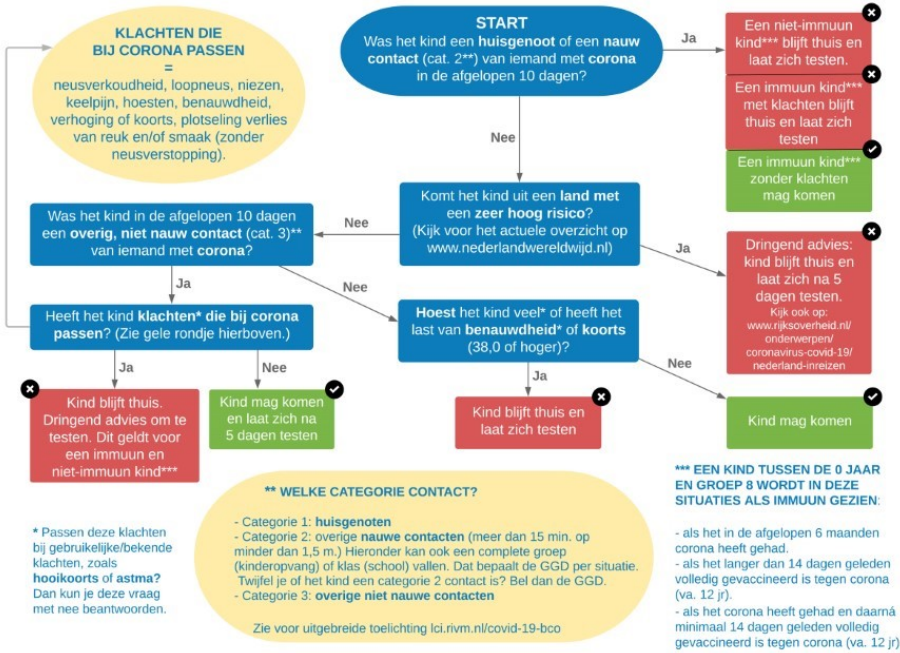 KLACHTEN DIE
BIJ CORONA PASSEN
=
neusverkoudheid, loopneus, niezen,
keelpijn, hoesten, benauwdheid,
verhoging of koorts, plotseling verlies
van reuk en/of smaak (zonder
neusverstopping).
START
Was het kind een huisgenoot of een nauw
contact (cat. 2**) van iemand met corona
in de afgelopen 10 dagen?
Ja
Een niet-immuun
kind*** blijft thuis en
laat zich testen.
Een immuun kind***
met klachten blijft
thuis en laat zich
testen
Een immuun kind***
zonder klachten
mag komen
Nee
Komt het kind uit een land met
een zeer hoog risico?
(Kijk voor het actuele overzicht op
www.nederlandwereldwijd.nl)
Nee
Ja
Was het kind in de afgelopen 10 dagen
een overig, niet nauw contact (cat. 3)**
van iemand met corona?
Dringend advies:
kind blijft thuis en
laat zich na 5
dagen testen.
Kijk ook op:
www.rijksoverheid.nl/
onderwerpen/
coronavirus-covid-19/
nederland-inreizen
Ja
Nee
Heeft het kind klachten* die bij corona
passen? (Zie gele rondje hierboven.)
Hoest het kind veel* of heeft het
last van benauwdheid* of koorts
(38,0 of hoger)?
Ja
Nee
Ja
Nee
Kind blijft thuis.
Dringend advies om te
testen. Dit geldt voor
een immuun en
niet-immuun kind***
Kind mag komen
en laat zich na
5 dagen testen
Kind blijft thuis en
laat zich testen
Kind mag komen
* Passen deze klachten
bij gebruikelijke/bekende
klachten, zoals
hooikoorts of astma?
Dan kun je deze vraag
met nee beantwoorden.
** WELKE CATEGORIE CONTACT?
- Categorie 1: huisgenoten
- Categorie 2: overige nauwe contacten (meer dan 15 min. op
minder dan 1,5 m.) Hieronder kan ook een complete groep
(kinderopvang) of klas (school) vallen. Dat bepaalt de GGD per situatie.
Twijfel je of het kind een categorie 2 contact is? Bel dan de GGD.
- Categorie 3: overige niet nauwe contacten
Zie voor uitgebreide toelichting lci.rivm.nl/covid-19-bco
*** EEN KIND TUSSEN DE 0 JAAR
EN GROEP 8 WORDT IN DEZE
SITUATIES ALS IMMUUN GEZIEN:
- als het in de afgelopen 6 maanden
corona heeft gehad.
- als het langer dan 14 dagen geleden
volledig gevaccineerd is tegen corona
(va. 12 jr).
- als het corona heeft gehad en daarná
minimaal 14 dagen geleden volledig
gevaccineerd is tegen corona (va. 12 jr)